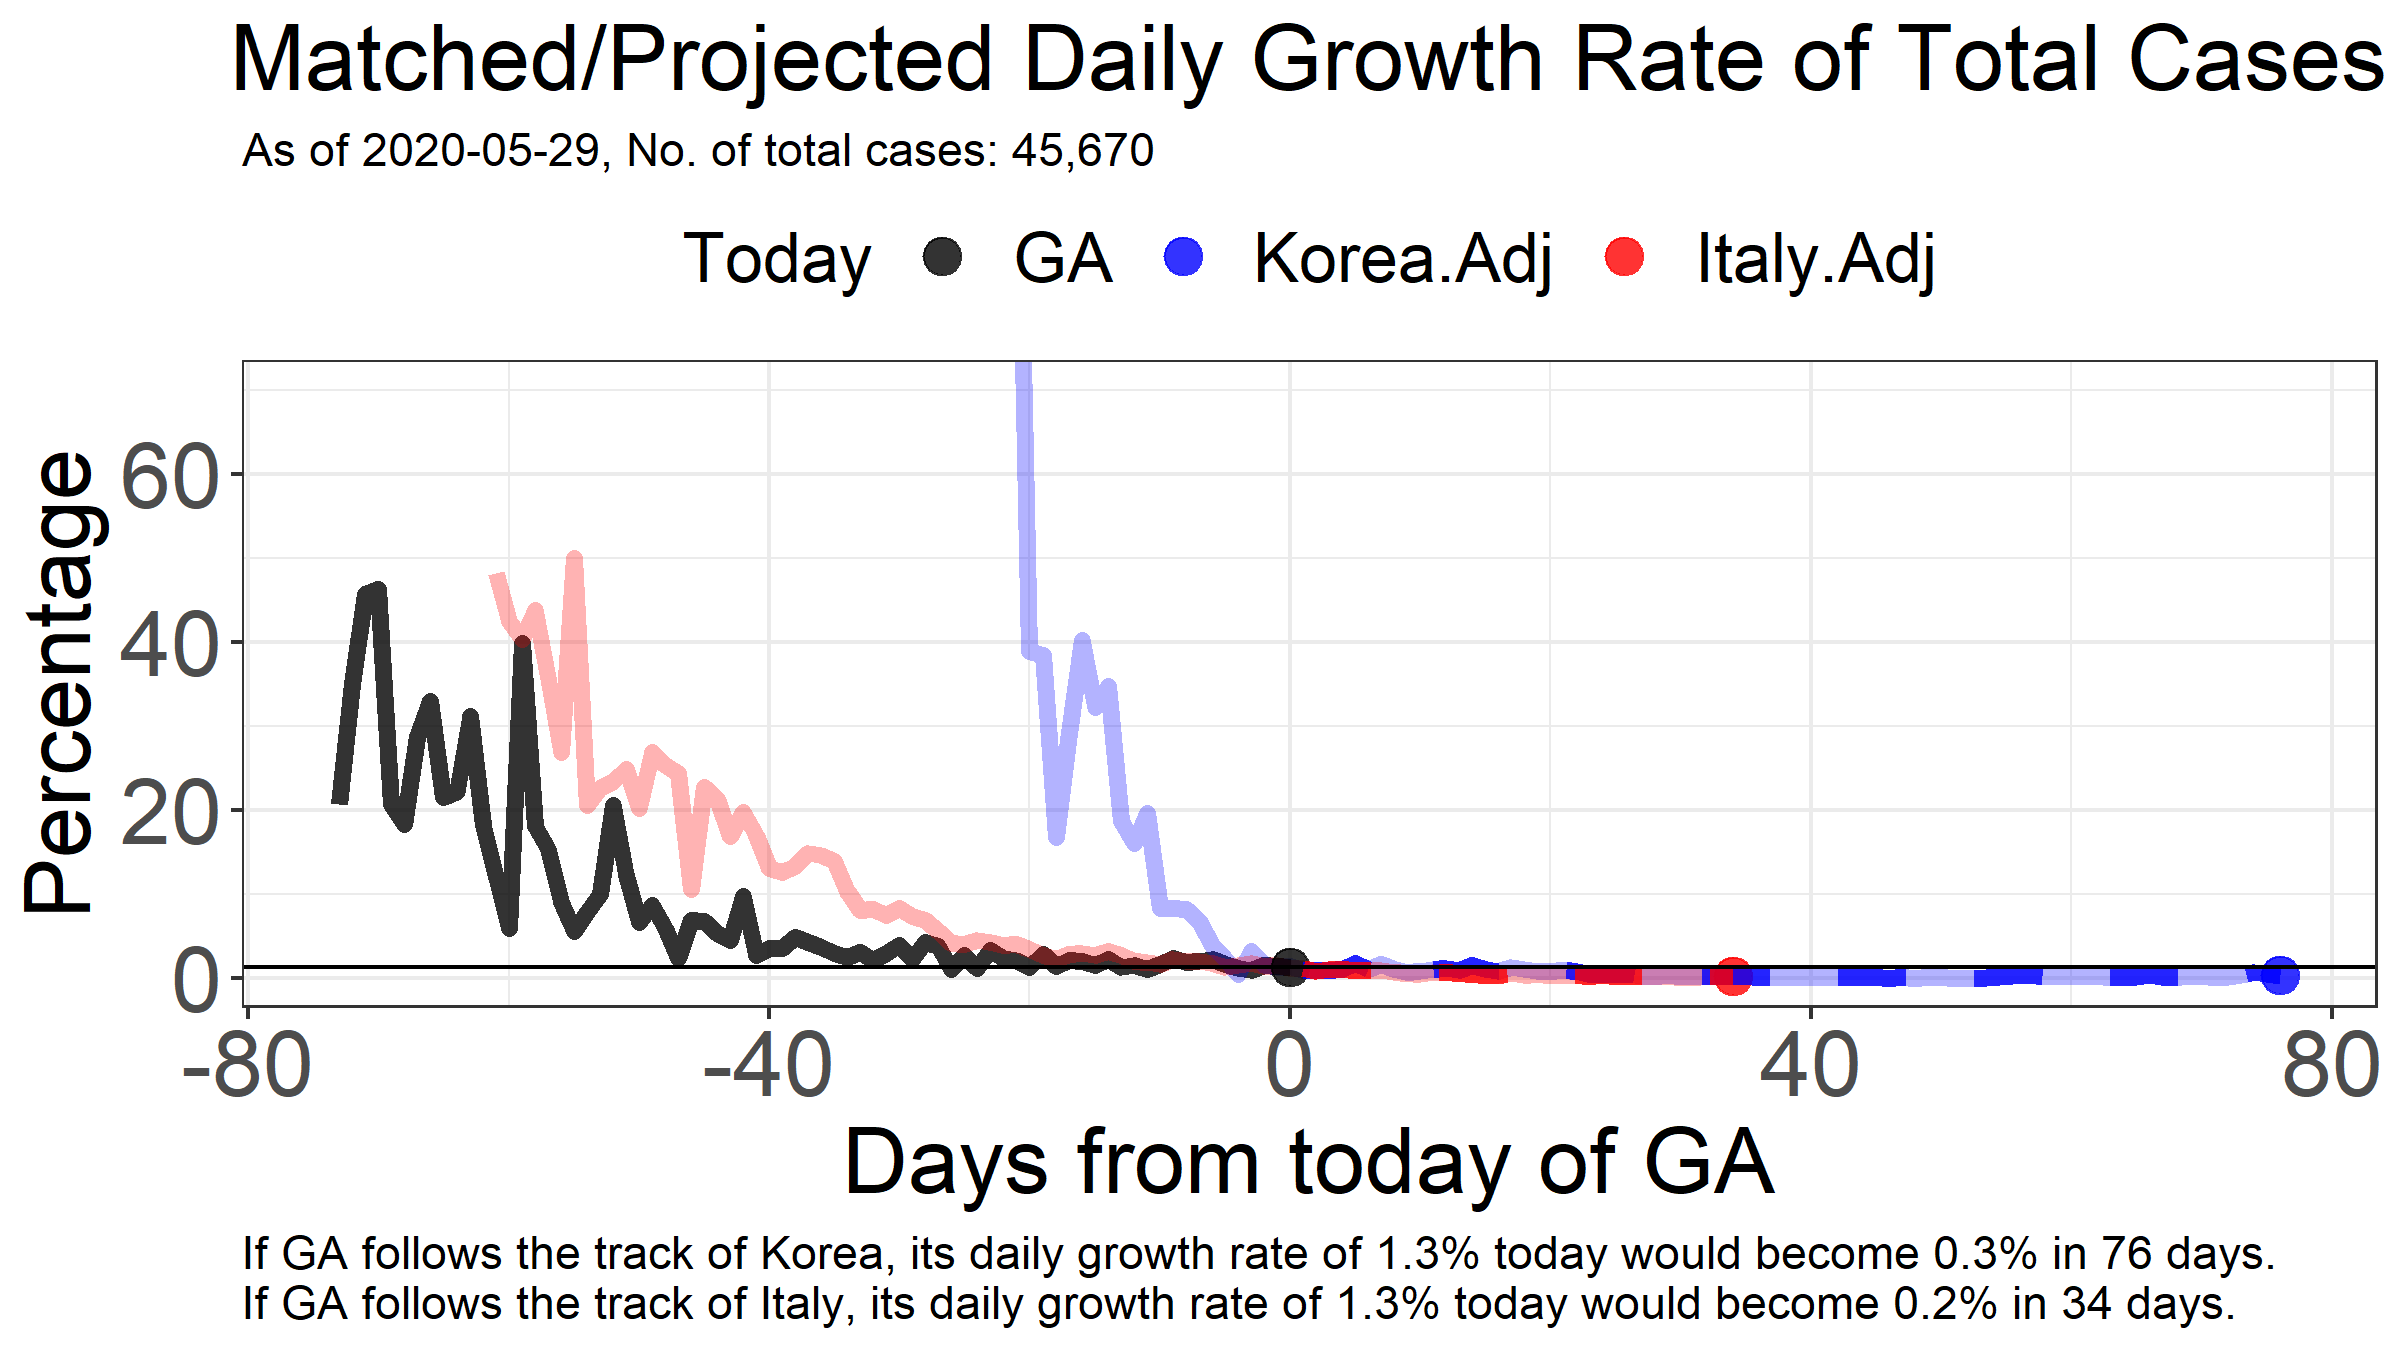 Matched/Projected Daily Growth Rate of Total Cases
As of 2020-05-29, No. of total cases: 45,670
Today GA Korea.Adj Italy.Adj
Percentage
60
40
20
0
-80 -40 0 40 80
Days from today of GA
If GA follows the track of Korea, its daily growth rate of 1.3% today would become 0.3% in 76 days.
If GA follows the track of Italy, its daily growth rate of 1.3% today would become 0.2% in 34 days.